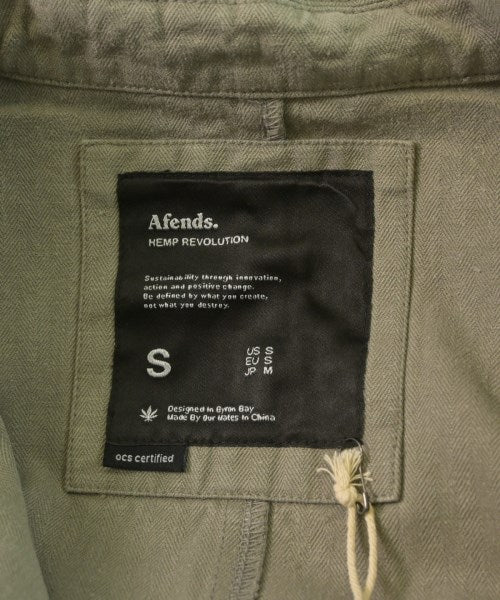 Afends.
HEMP REVOLUTION
Sustainability through innovation,
action and positive change.
Be defined by what you create,
not what you destroy.
S
US S
EU S
JP M
Designed in Byron Bay
Made By Our Mates In China
ocs certified